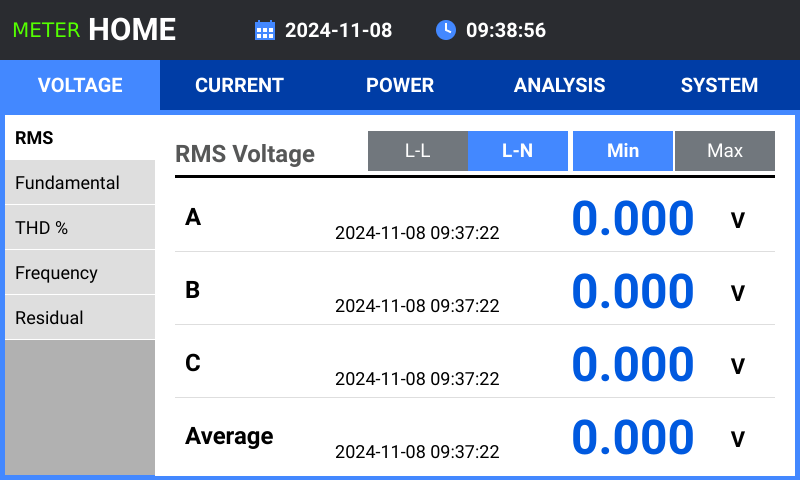 METER HOME 2024-11-08 09:38:56
VOLTAGE CURRENT POWER ANALYSIS SYSTEM
RMS
Fundamental
THD %
Frequency
Residual
RMS Voltage L-L L-N Min Max
A 2024-11-08 09:37:22 0.000 V
B 2024-11-08 09:37:22 0.000 V
C 2024-11-08 09:37:22 0.000 V
Average 2024-11-08 09:37:22 0.000 V